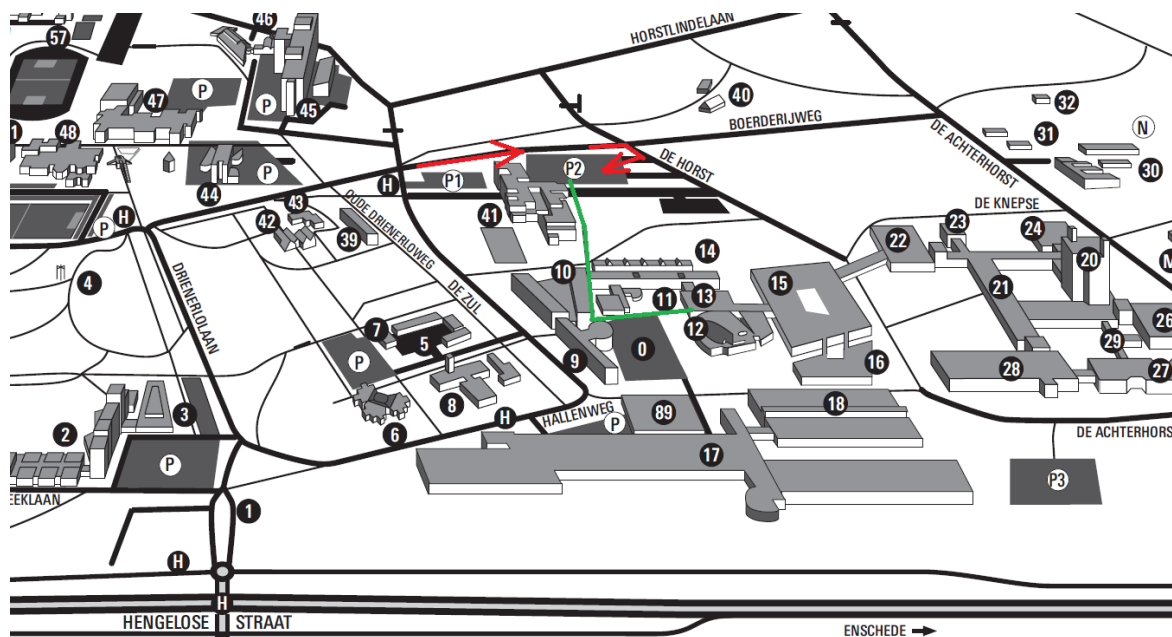 57
46
HORSTLINDELAAN
47
P
P
45
40
32
BOERDERIJWEG
N
1
48
31
DE HORST
DE ACHTERHORST
44
P
H
P1
P2
30
43
OUDE DRIENERLOWEG
41
DE KNEPSE
H
P
42
39
23
24
22
20
14
M
4
DRIENERLOLAAN
10
15
21
DE ZUL
11
13
7
5
12
26
29
P
9
0
16
28
27
8
3
HALLENWEG
89
18
2
6
H
P
DE ACHTERHORS
P
17
P3
EEKLAAN
1
H
H
HENGELOSE STRAAT
ENSCHEDE